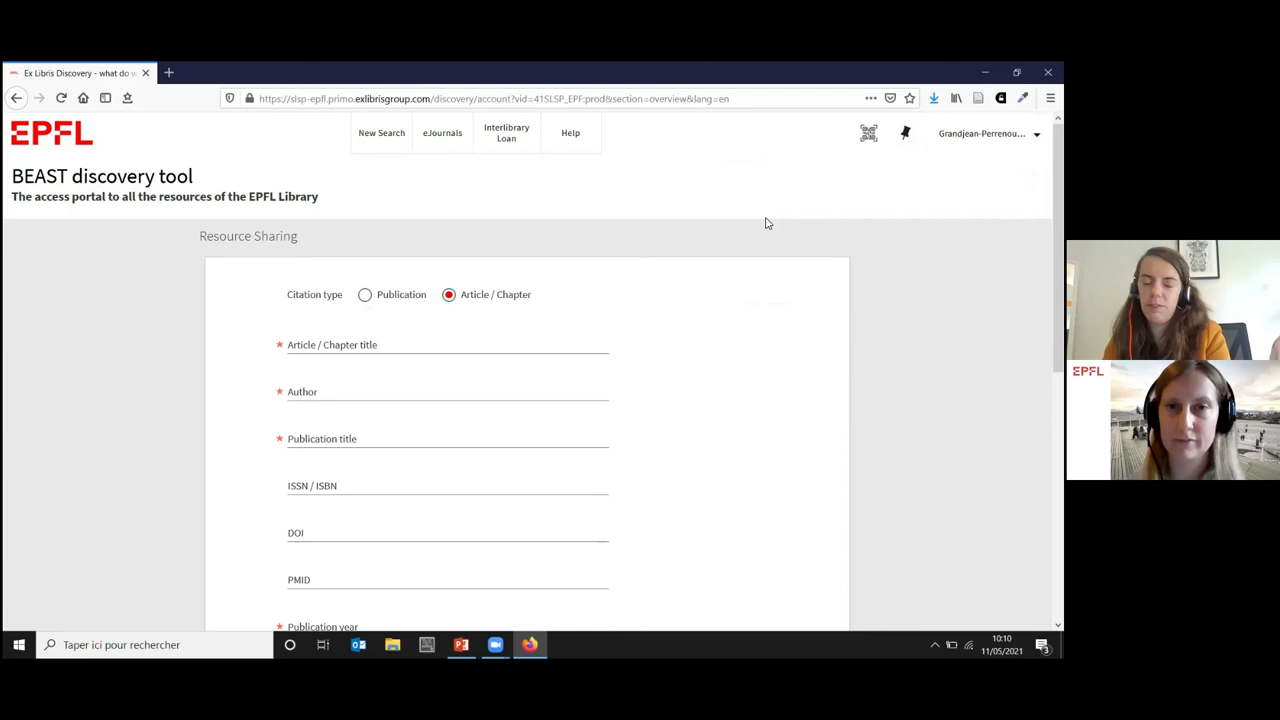 Ex Libris Discovery - what do w
https://slsp-epfl.primo.exlibrisgroup.com/discovery/account?vid=41SLSP_EPF:prod&section=overview&lang=en
EPFL
New Search
eJournals
Interlibrary
Loan
Help
Grandjean-Perrenou...
BEAST discovery tool
The access portal to all the resources of the EPFL Library
Resource Sharing
Citation type
Publication
Article / Chapter
* Article / Chapter title
* Author
* Publication title
ISSN / ISBN
DOI
PMID
* Publication year
EPFL
Taper ici pour rechercher
10:10
11/05/2021
3